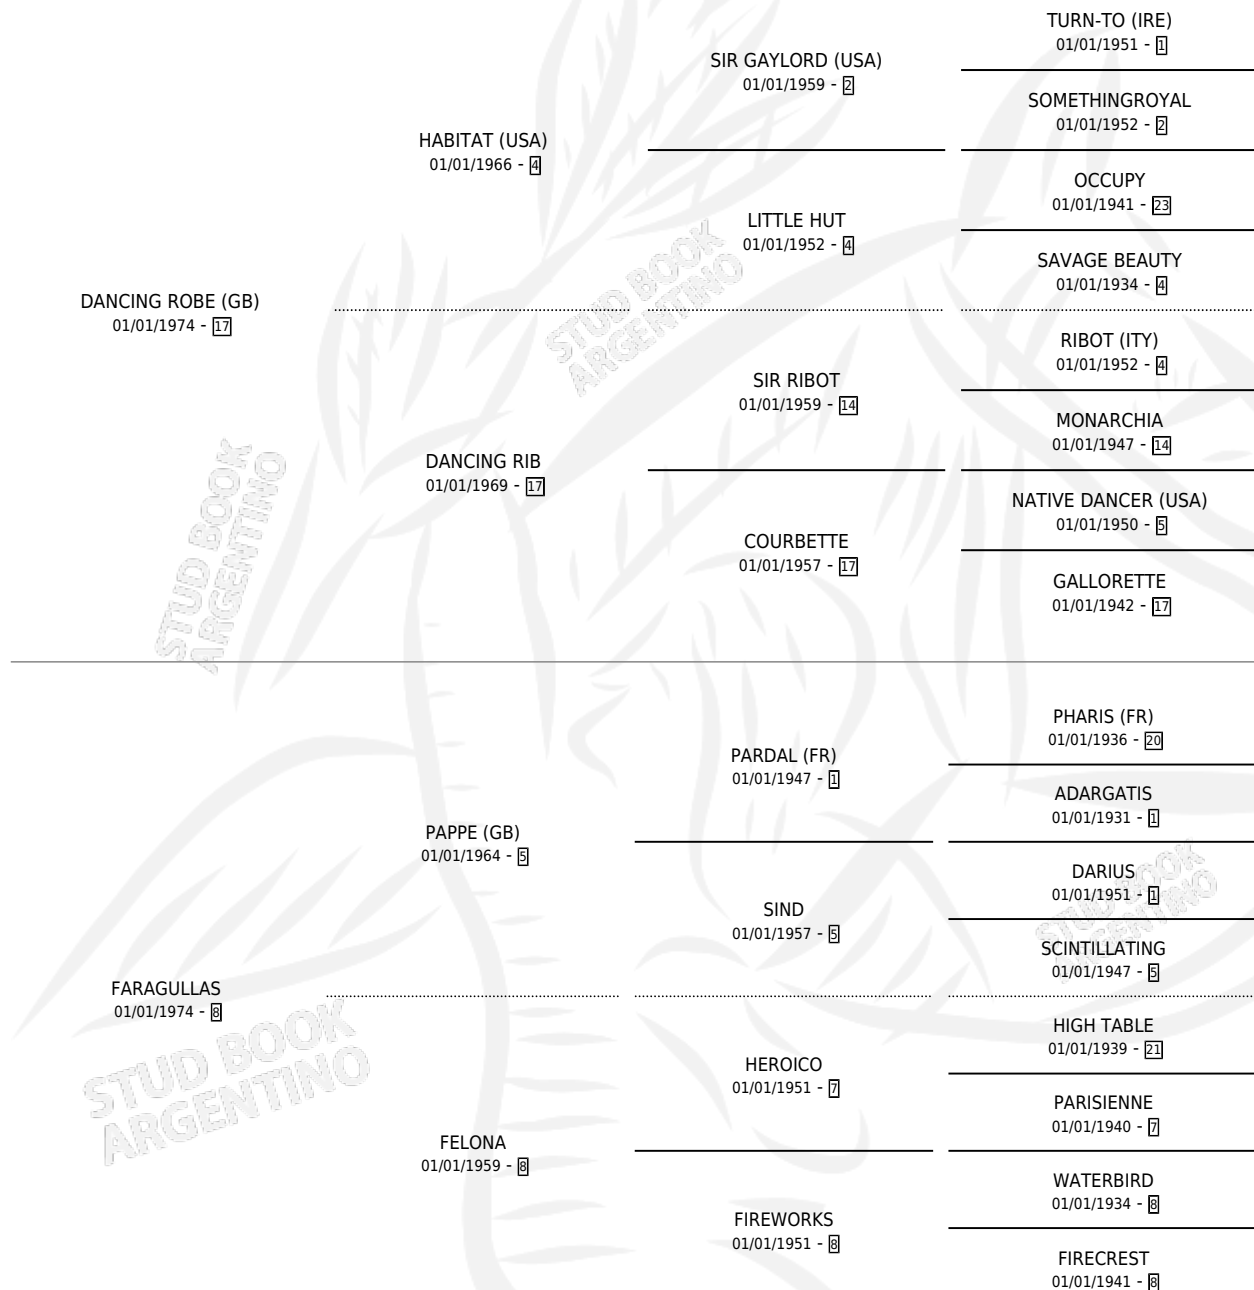 TURN-TO (IRE)
01/01/1951 - 1
SIR GAYLORD (USA)
01/01/1959 - 2
SOMETHINGROYAL
01/01/1952 - 2
HABITAT (USA)
01/01/1966 - 4
OCCUPY
01/01/1941 - 23
LITTLE HUT
01/01/1952 - 4
SAVAGE BEAUTY
01/01/1934 - 4
DANCING ROBE (GB)
01/01/1974 - 17
RIBOT (ITY)
01/01/1952 - 4
SIR RIBOT
01/01/1959 - 14
MONARCHIA
01/01/1947 - 14
DANCING RIB
01/01/1969 - 17
NATIVE DANCER (USA)
01/01/1950 - 5
COURBETTE
01/01/1957 - 17
GALLORETTE
01/01/1942 - 17
PHARIS (FR)
01/01/1936 - 20
PARDAL (FR)
01/01/1947 - 1
ADARGATIS
01/01/1931 - 1
PAPPE (GB)
01/01/1964 - 5
DARIUS
01/01/1951 - 1
SIND
01/01/1957 - 5
SCINTILLATING
01/01/1947 - 5
FARAGULLAS
01/01/1974 - 8
HIGH TABLE
01/01/1939 - 21
HEROICO
01/01/1951 - 7
PARISIENNE
01/01/1940 - 7
FELONA
01/01/1959 - 8
WATERBIRD
01/01/1934 - 8
FIREWORKS
01/01/1951 - 8
FIRECREST
01/01/1941 - 8
STUD BOOK
ARGENTINO
STUD BOOK
ARGENTINO
STUD BOOK
ARGENTINO
STUD BOOK
ARGENTINO